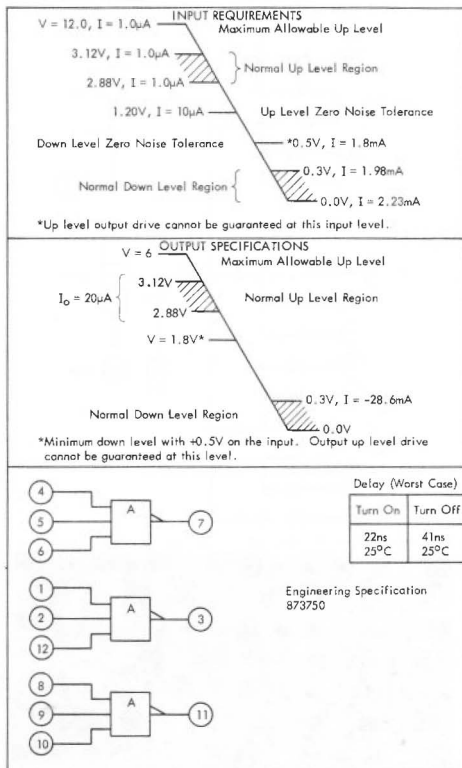 INPUT REQUIREMENTS
V = 12.0, I = 1.0µA
Maximum Allowable Up Level
3.12V, I = 1.0µA
Normal Up Level Region
2.88V, I = 1.0µA
1.20V, I = 10µA
Up Level Zero Noise Tolerance
Down Level Zero Noise Tolerance
*0.5V, I = 1.8mA
0.3V, I = 1.98mA
Normal Down Level Region
0.0V, I = 2.23mA
*Up level output drive cannot be guaranteed at this input level.
OUTPUT SPECIFICATIONS
V = 6
Maximum Allowable Up Level
3.12V
I₀ = 20µA
Normal Up Level Region
2.88V
V = 1.8V*
0.3V, I = -28.6mA
Normal Down Level Region
0.0V
*Minimum down level with +0.5V on the input. Output up level drive
cannot be guaranteed at this level.
Delay (Worst Case)
Turn On Turn Off
22ns 41ns
25°C 25°C
Engineering Specification
873750
4
A
5
7
6
1
A
2
3
12
8
A
9
11
10